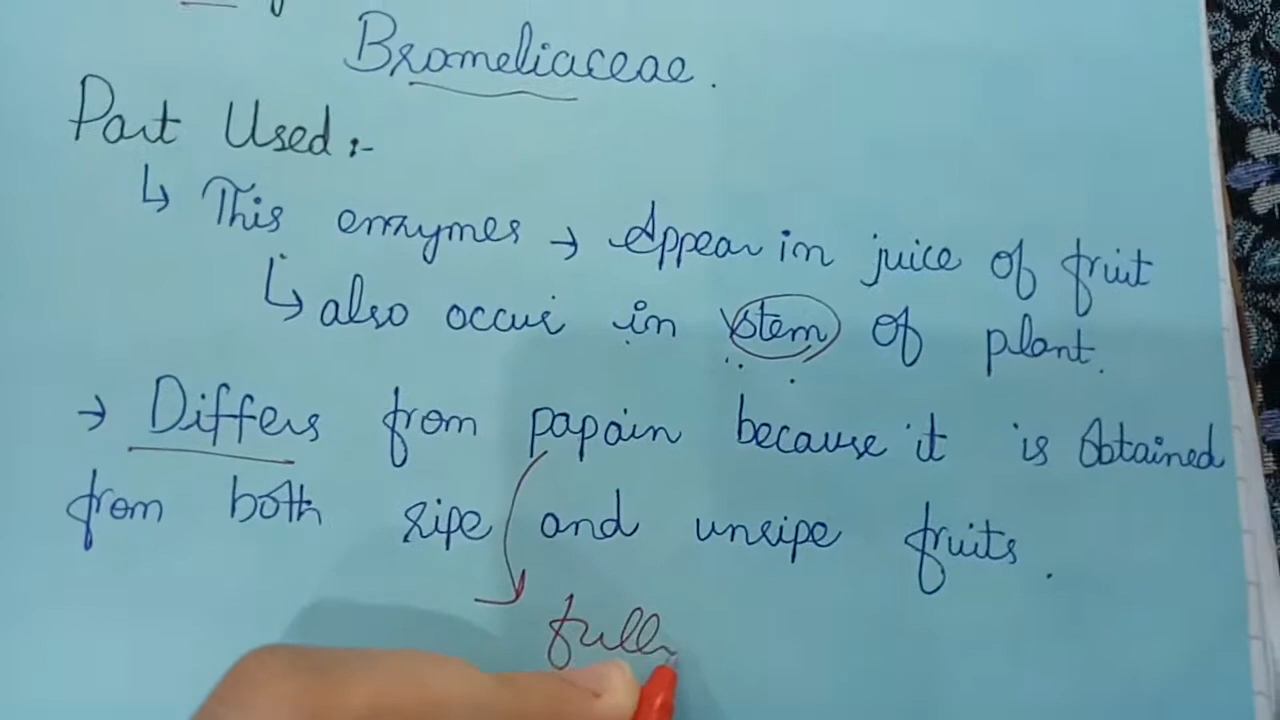 Bromeliaceae.
Part Used :-
↳ This enzymes → Appear in juice of fruit
↳ also occur in stem of plant.
→ Differs from papain because it is Obtained
from both ripe and unripe fruits.
full